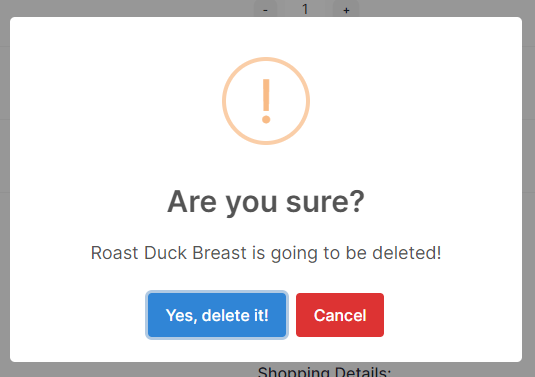 - 1 +
!
Are you sure?
Roast Duck Breast is going to be deleted!
Yes, delete it! Cancel
Shopping Details: